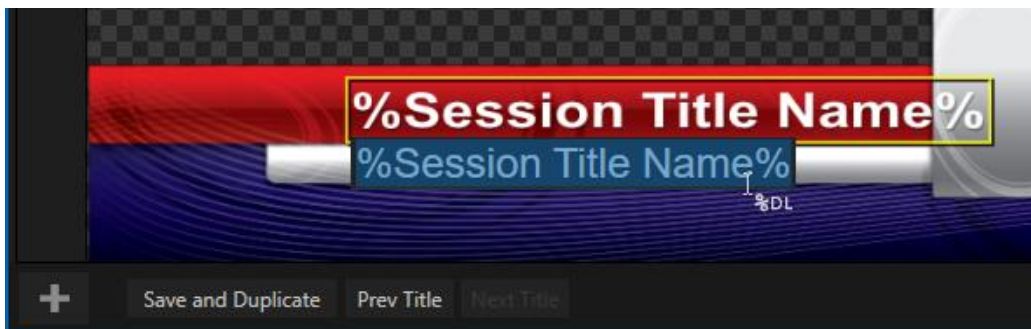 %Session Title Name%
%Session Title Name%
%DL
Save and Duplicate Prev Title Next Title